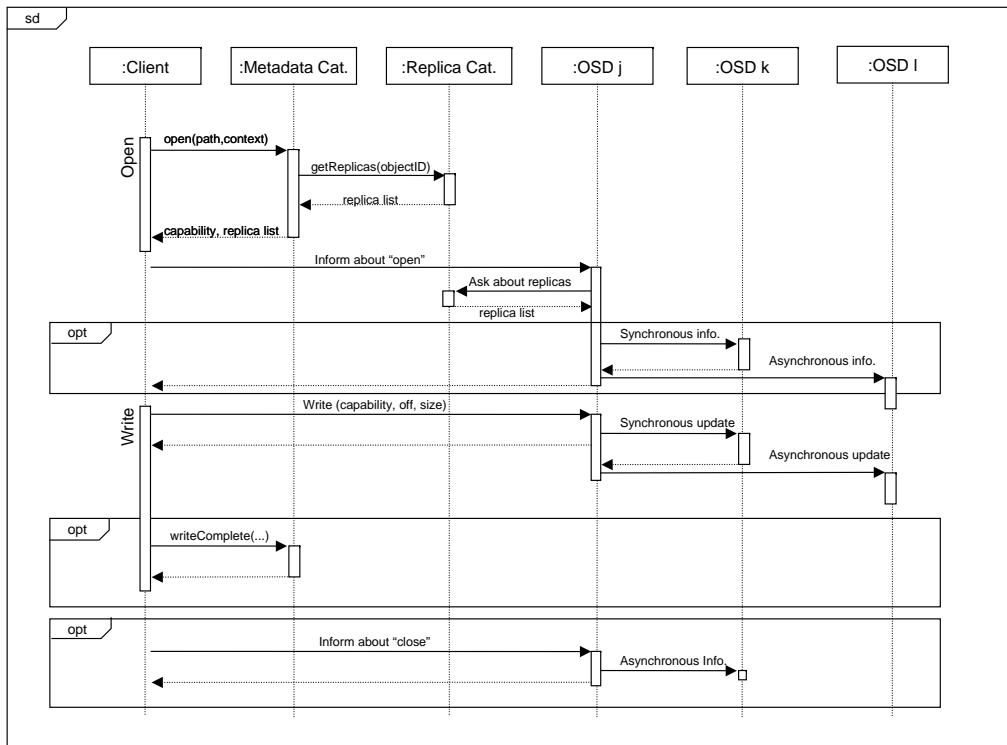 sd
:Client
:Metadata Cat.
:Replica Cat.
:OSD j
:OSD k
:OSD l
Open
open(path,context)
getReplicas(objectID)
replica list
capability, replica list
Inform about “open”
Ask about replicas
replica list
opt
Synchronous info.
Asynchronous info.
Write
Write (capability, off, size)
Synchronous update
Asynchronous update
opt
writeComplete(...)
opt
Inform about “close”
Asynchronous Info.